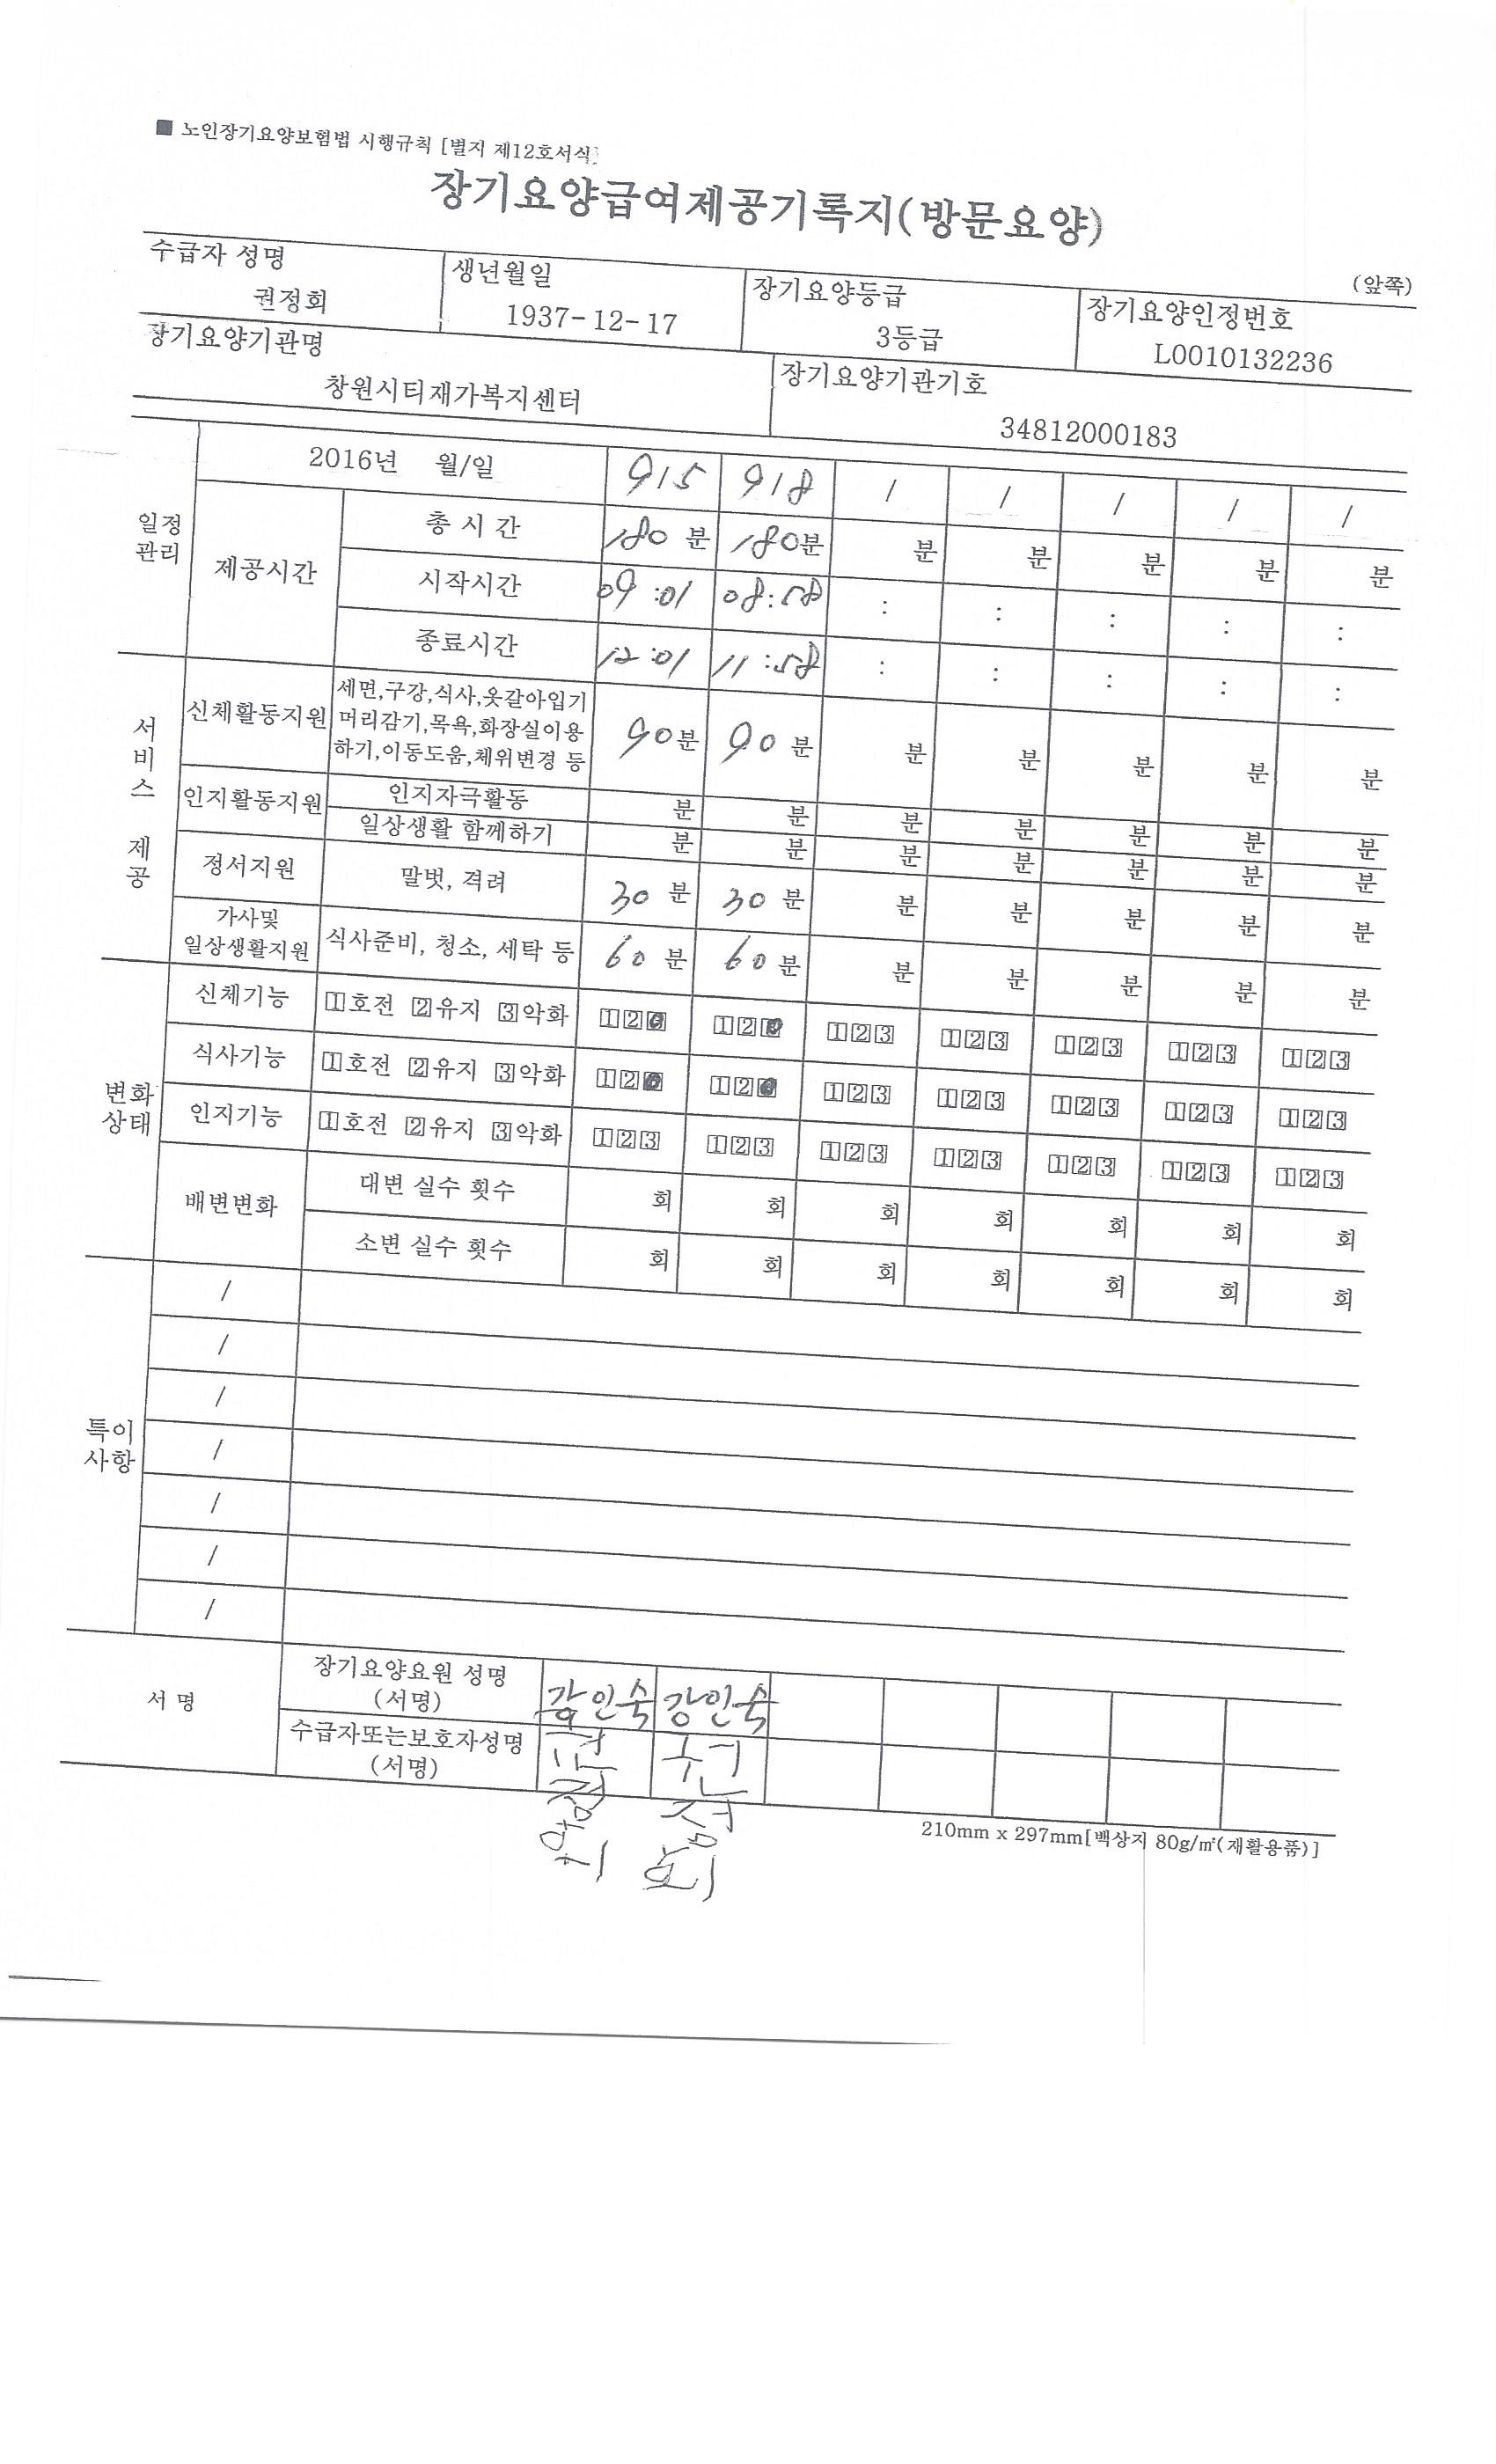 ■ 노인장기요양보험법 시행규칙 [별지 제12호서식]
장기요양급여제공기록지(방문요양)
(앞쪽)
수급자 성명 생년월일 장기요양등급 장기요양인정번호
권정회 1937-12-17 3등급 L0010132236
장기요양기관명 장기요양기관기호
창원시티재가복지센터 34812000183
일정관리
2016년 월/일 9/5 9/8 / / / / /
제공시간
총 시 간 180 분 180분 분 분 분 분 분
시작시간 09:01 08:58 : : : : :
종료시간 12:01 11:58 : : : : :
서비스 제공
신체활동지원
세면,구강,식사,옷갈아입기
머리감기,목욕,화장실이용
하기,이동도움,체위변경 등
90분 90 분 분 분 분 분 분
인지활동지원
인지자극활동 분 분 분 분 분 분 분
일상생활 함께하기 분 분 분 분 분 분 분
정서지원 말벗, 격려 30 분 30 분 분 분 분 분 분
가사및
일상생활지원 식사준비, 청소, 세탁 등 60 분 60 분 분 분 분 분 분
변화상태
신체기능 1호전 2유지 3악화 12 12 123 123 123 123 123
식사기능 1호전 2유지 3악화 12 12 123 123 123 123 123
인지기능 1호전 2유지 3악화 123 123 123 123 123 123 123
배변변화
대변 실수 횟수 회 회 회 회 회 회 회
소변 실수 횟수 회 회 회 회 회 회 회
특이사항
/
/
/
/
/
/
/
서 명
장기요양요원 성명
(서명)
강인숙 강인숙
수급자또는보호자성명
(서명)
권정회
210mm x 297mm[백상지 80g/㎡(재활용품)]